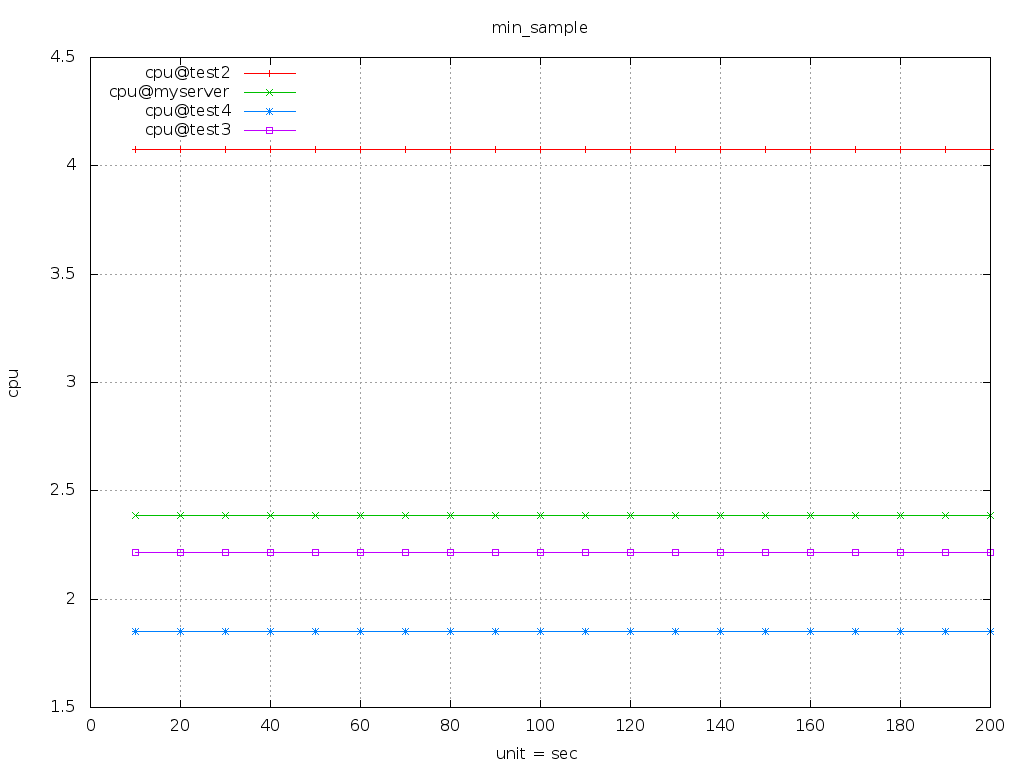 min_sample
4.5
cpu@test2
cpu@myserver
cpu@test4
cpu@test3
4
3.5
3
cpu
2.5
2
1.5
0 20 40 60 80 100 120 140 160 180 200
unit = sec